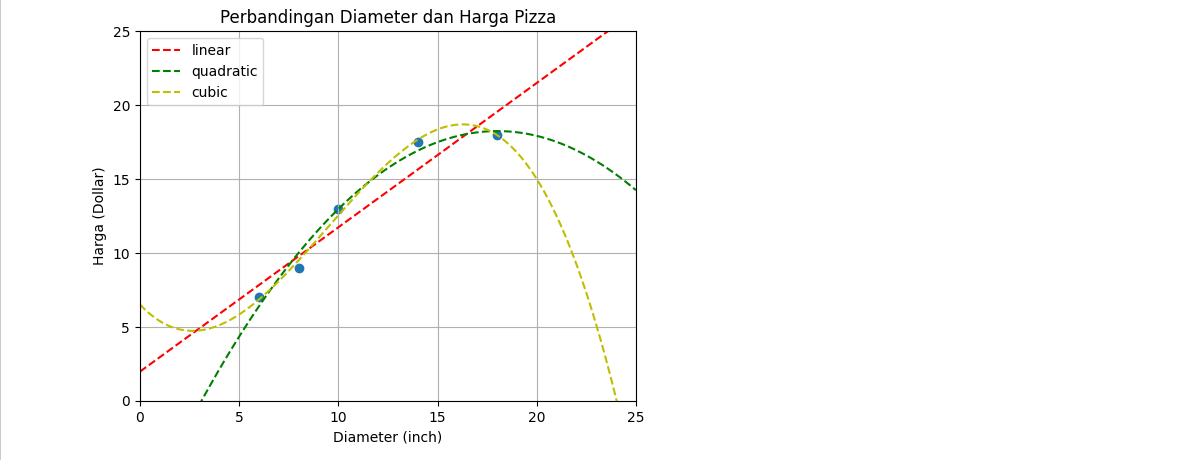 Perbandingan Diameter dan Harga Pizza
25
20
15
10
5
0
linear
quadratic
cubic
Harga (Dollar)
0 5 10 15 20 25
Diameter (inch)